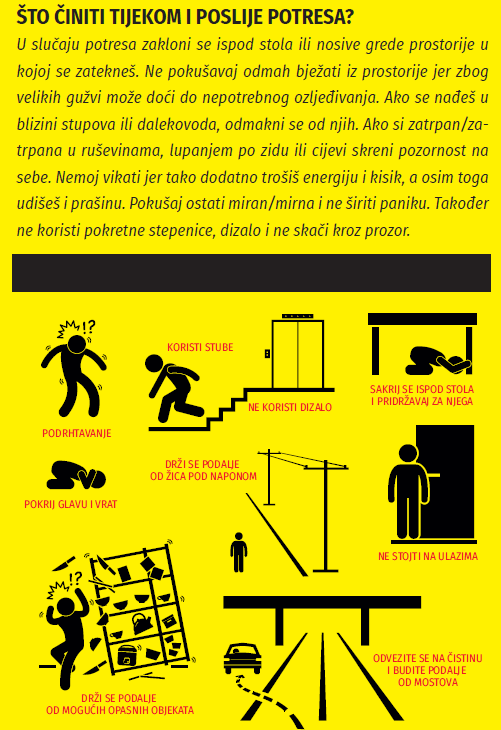 ŠTO ČINITI TIJEKOM I POSLIJE POTRESA?
U slučaju potresa zakloni se ispod stola ili nosive grede prostorije u
kojoj se zatekneš. Ne pokušavaj odmah bježati iz prostorije jer zbog
velikih gužvi može doći do nepotrebnog ozljeđivanja. Ako se nađeš u
blizini stupova ili dalekovoda, odmakni se od njih. Ako si zatrpan/za-
trpana u ruševinama, lupanjem po zidu ili cijevi skreni pozornost na
sebe. Nemoj vikati jer tako dodatno trošiš energiju i kisik, a osim toga
udišeš i prašinu. Pokušaj ostati miran/mirna i ne širiti paniku. Također
ne koristi pokretne stepenice, dizalo i ne skači kroz prozor.
!?
PODRHTAVANJE
KORISTI STUBE
NE KORISTI DIZALO
SAKRIJ SE ISPOD STOLA
I PRIDRŽAVAJ ZA NJEGA
POKRIJ GLAVU I VRAT
DRŽI SE PODALJE
OD ŽICA POD NAPONOM
NE STOJTI NA ULAZIMA
!?
DRŽI SE PODALJE
OD MOGUĆIH OPASNIH OBJEKATA
ODVEZITE SE NA ČISTINU
I BUDITE PODALJE
OD MOSTOVA